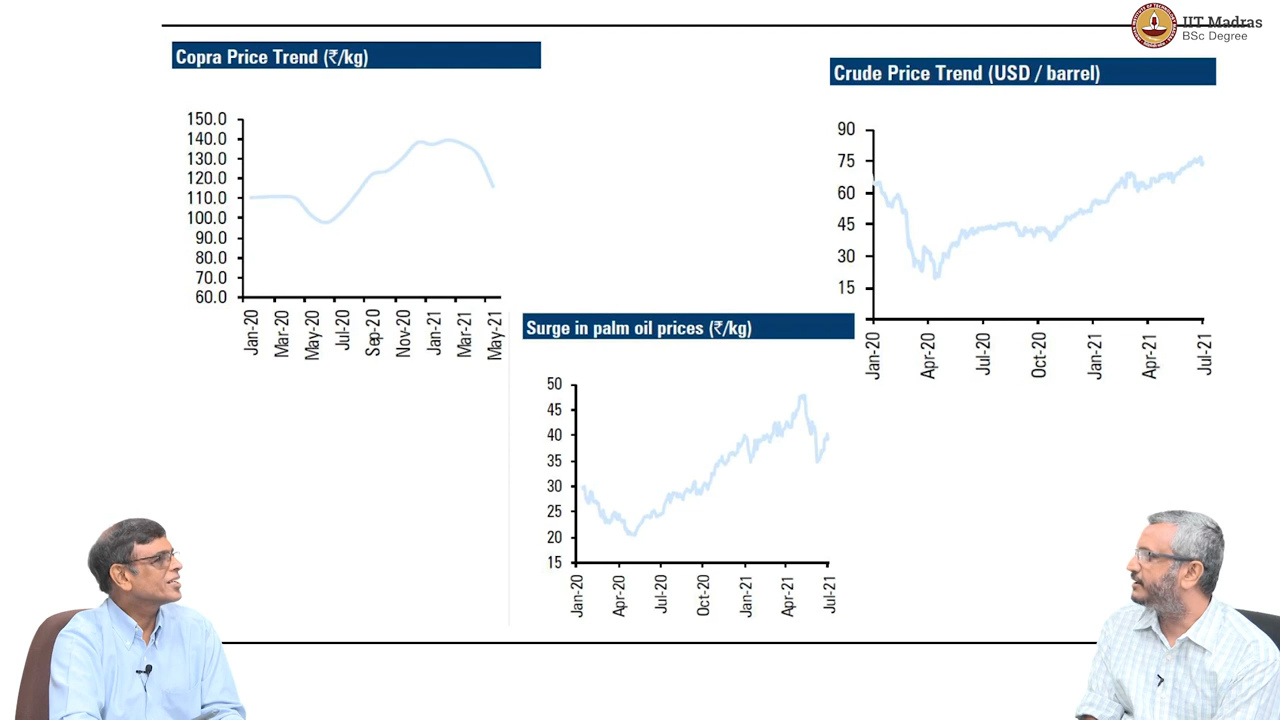 IIT Madras
BSc Degree
Copra Price Trend (₹/kg)
150.0
140.0
130.0
120.0
110.0
100.0
90.0
80.0
70.0
60.0
Jan-20
Mar-20
May-20
Jul-20
Sep-20
Nov-20
Jan-21
Mar-21
May-21
Crude Price Trend (USD / barrel)
90
75
60
45
30
15
Jan-20
Apr-20
Jul-20
Oct-20
Jan-21
Apr-21
Jul-21
Surge in palm oil prices (₹/kg)
50
45
40
35
30
25
20
15
Jan-20
Apr-20
Jul-20
Oct-20
Jan-21
Apr-21
Jul-21